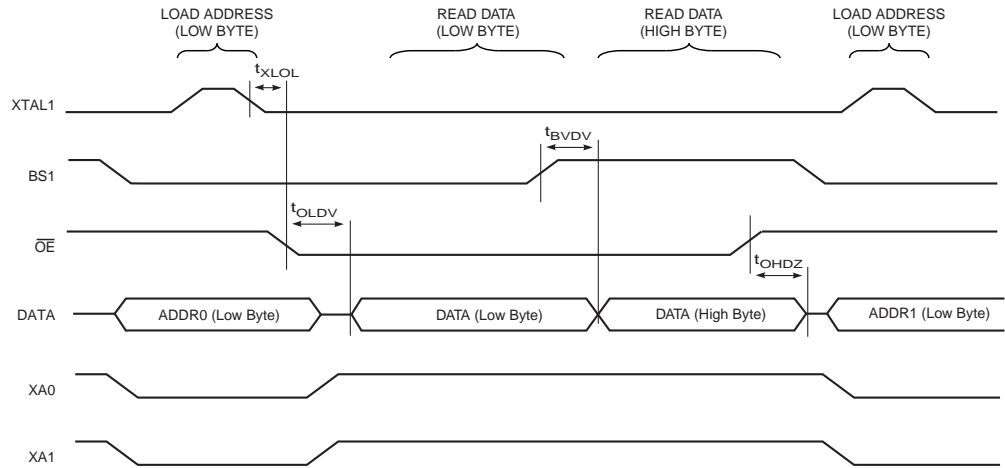 LOAD ADDRESS
(LOW BYTE)
READ DATA
(LOW BYTE)
READ DATA
(HIGH BYTE)
LOAD ADDRESS
(LOW BYTE)
tXLOL
XTAL1
tBVDV
BS1
tOLDV
OE
tOHDZ
DATA
ADDR0 (Low Byte)
DATA (Low Byte)
DATA (High Byte)
ADDR1 (Low Byte)
XA0
XA1